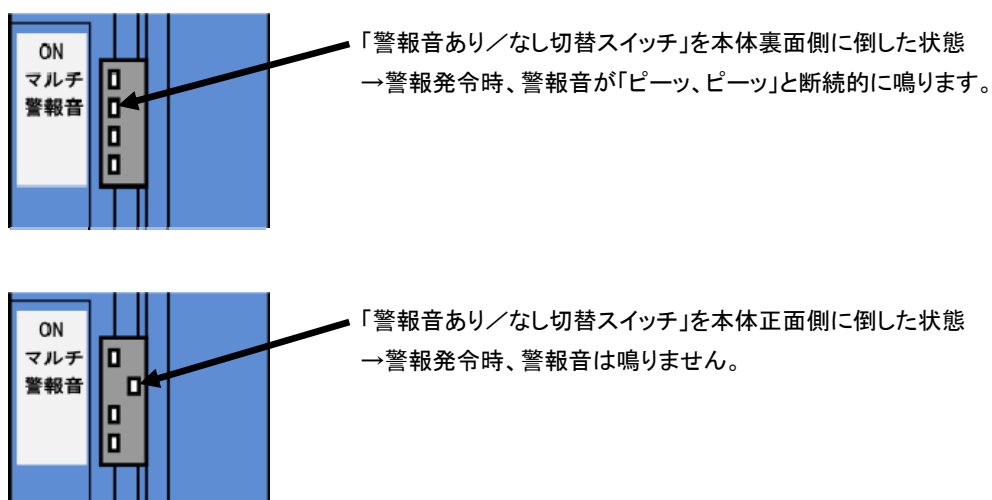 ON
マルチ
警報音
「警報音あり／なし切替スイッチ」を本体裏面側に倒した状態
→警報発令時、警報音が「ピーッ、ピーッ」と断続的に鳴ります。
ON
マルチ
警報音
「警報音あり／なし切替スイッチ」を本体正面側に倒した状態
→警報発令時、警報音は鳴りません。